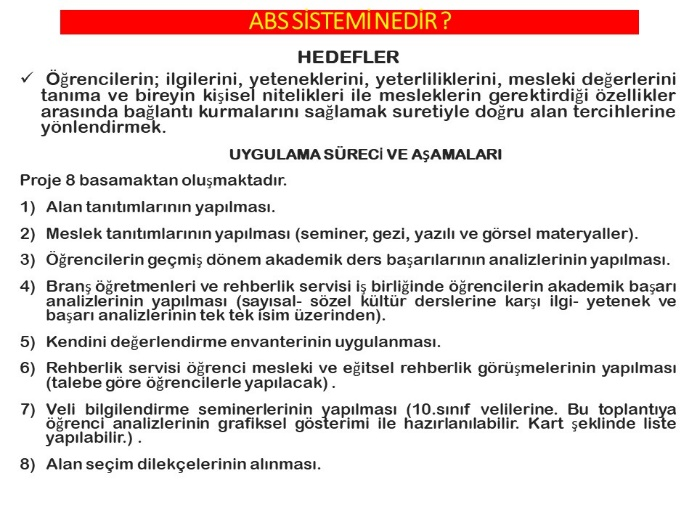 ABS SİSTEMİ NEDİR ?
HEDEFLER
✓ Öğrencilerin; ilgilerini, yeteneklerini, yeterliliklerini, mesleki değerlerini
tanıma ve bireyin kişisel nitelikleri ile mesleklerin gerektirdiği özellikler
arasında bağlantı kurmalarını sağlamak suretiyle doğru alan tercihlerine
yönlendirmek.
UYGULAMA SÜRECİ VE AŞAMALARI
Proje 8 basamaktan oluşmaktadır.
1) Alan tanıtımlarının yapılması.
2) Meslek tanıtımlarının yapılması (seminer, gezi, yazılı ve görsel materyaller).
3) Öğrencilerin geçmiş dönem akademik ders başarılarının analizlerinin yapılması.
4) Branş öğretmenleri ve rehberlik servisi iş birliğinde öğrencilerin akademik başarı
analizlerinin yapılması (sayısal- sözel kültür derslerine karşı ilgi- yetenek ve
başarı analizlerinin tek tek isim üzerinden).
5) Kendini değerlendirme envanterinin uygulanması.
6) Rehberlik servisi öğrenci mesleki ve eğitsel rehberlik görüşmelerinin yapılması
(talebe göre öğrencilerle yapılacak) .
7) Veli bilgilendirme seminerlerinin yapılması (10.sınıf velilerine. Bu toplantıya
öğrenci analizlerinin grafiksel gösterimi ile hazırlanılabilir. Kart şeklinde liste
yapılabilir.) .
8) Alan seçim dilekçelerinin alınması.